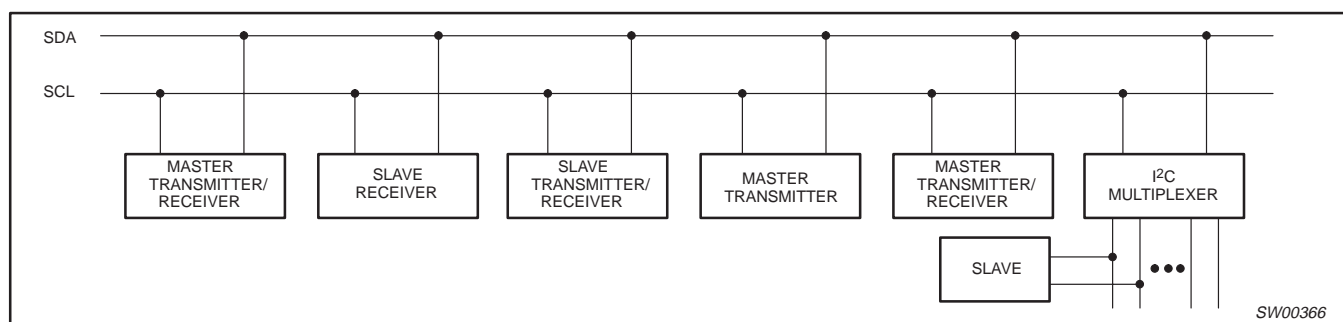 SDA
SCL
MASTER
TRANSMITTER/
RECEIVER
SLAVE
RECEIVER
SLAVE
TRANSMITTER/
RECEIVER
MASTER
TRANSMITTER
MASTER
TRANSMITTER/
RECEIVER
I²C
MULTIPLEXER
SLAVE
SW00366